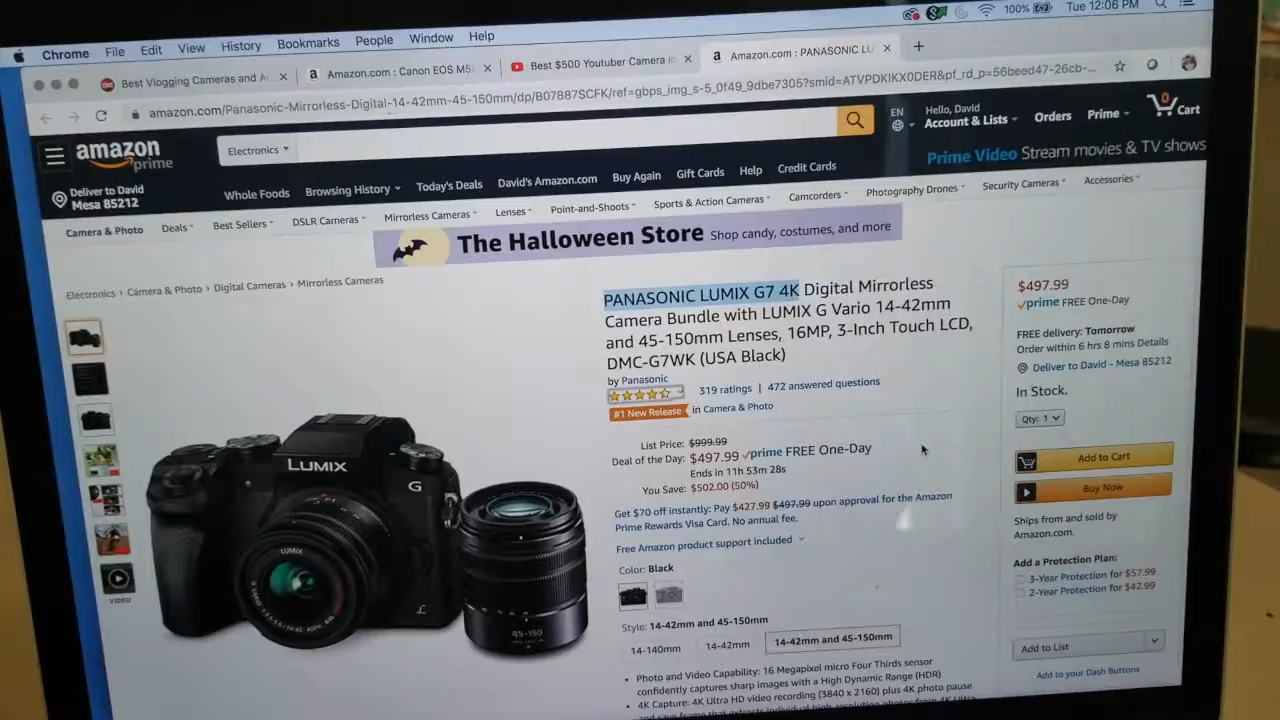 Chrome File Edit View History Bookmarks People Window Help 100% Tue 12:06 PM
Best Vlogging Cameras and A
Amazon.com : Canon EOS M5
Best $500 Youtuber Camera
Amazon.com : PANASONIC LU
amazon.com/Panasonic-Mirrorless-Digital-14-42mm-45-150mm/dp/B07887SCFK/ref=gbps_img_s-5_0f49_9dbe7305?smid=ATVPDKIKX0DER&pf_rd_p=56beed47-26cb-...
amazon prime
Electronics
EN
Hello, David
Account & Lists
Orders
Prime
0
Cart
Deliver to David
Mesa 85212
Whole Foods Browsing History Today's Deals David's Amazon.com Buy Again Gift Cards Help Credit Cards
Prime Video Stream movies & TV shows
Camera & Photo Deals Best Sellers DSLR Cameras Mirrorless Cameras Lenses Point-and-Shoots Sports & Action Cameras Camcorders Photography Drones Security Cameras Accessories
The Halloween Store Shop candy, costumes, and more
Electronics › Camera & Photo › Digital Cameras › Mirrorless Cameras
VIDEO
LUMIX
G
LUMIX
45-150
PANASONIC LUMIX G7 4K Digital Mirrorless
Camera Bundle with LUMIX G Vario 14-42mm
and 45-150mm Lenses, 16MP, 3-Inch Touch LCD,
DMC-G7WK (USA Black)
by Panasonic
319 ratings | 472 answered questions
#1 New Release in Camera & Photo
List Price: $999.99
Deal of the Day: $497.99 prime FREE One-Day
Ends in 11h 53m 28s
You Save: $502.00 (50%)
Get $70 off instantly: Pay $427.99 $497.99 upon approval for the Amazon
Prime Rewards Visa Card. No annual fee.
Free Amazon product support included
Color: Black
Style: 14-42mm and 45-150mm
14-140mm 14-42mm 14-42mm and 45-150mm
• Photo and Video Capability: 16 Megapixel micro Four Thirds sensor
confidently captures sharp images with a High Dynamic Range (HDR)
• 4K Capture: 4K Ultra HD video recording (3840 x 2160) plus 4K photo pause
$497.99
prime FREE One-Day
FREE delivery: Tomorrow
Order within 6 hrs 8 mins Details
Deliver to David - Mesa 85212
In Stock.
Qty: 1
Add to Cart
Buy Now
Ships from and sold by
Amazon.com.
Add a Protection Plan:
3-Year Protection for $57.99
2-Year Protection for $42.99
Add to List
Add to your Dash Buttons